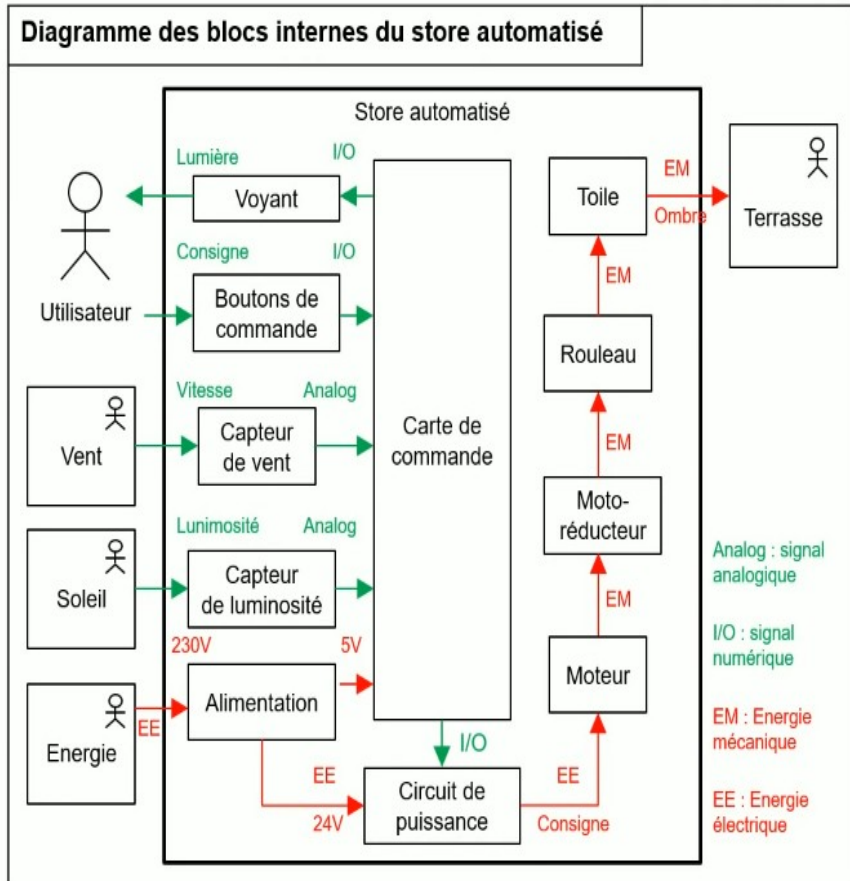 Diagramme des blocs internes du store automatisé
Store automatisé
Lumière
I/O
Voyant
Utilisateur
Consigne
I/O
Boutons de
commande
Vitesse
Analog
Vent
Capteur
de vent
Lunimosité
Analog
Soleil
Capteur
de luminosité
230V
5V
Energie
EE
Alimentation
Carte de
commande
I/O
EE
24V
Circuit de
puissance
EE
Consigne
Moteur
EM
Moto-
réducteur
EM
Rouleau
EM
Toile
EM
Ombre
Terrasse
Analog : signal
analogique
I/O : signal
numérique
EM : Energie
mécanique
EE : Energie
électrique